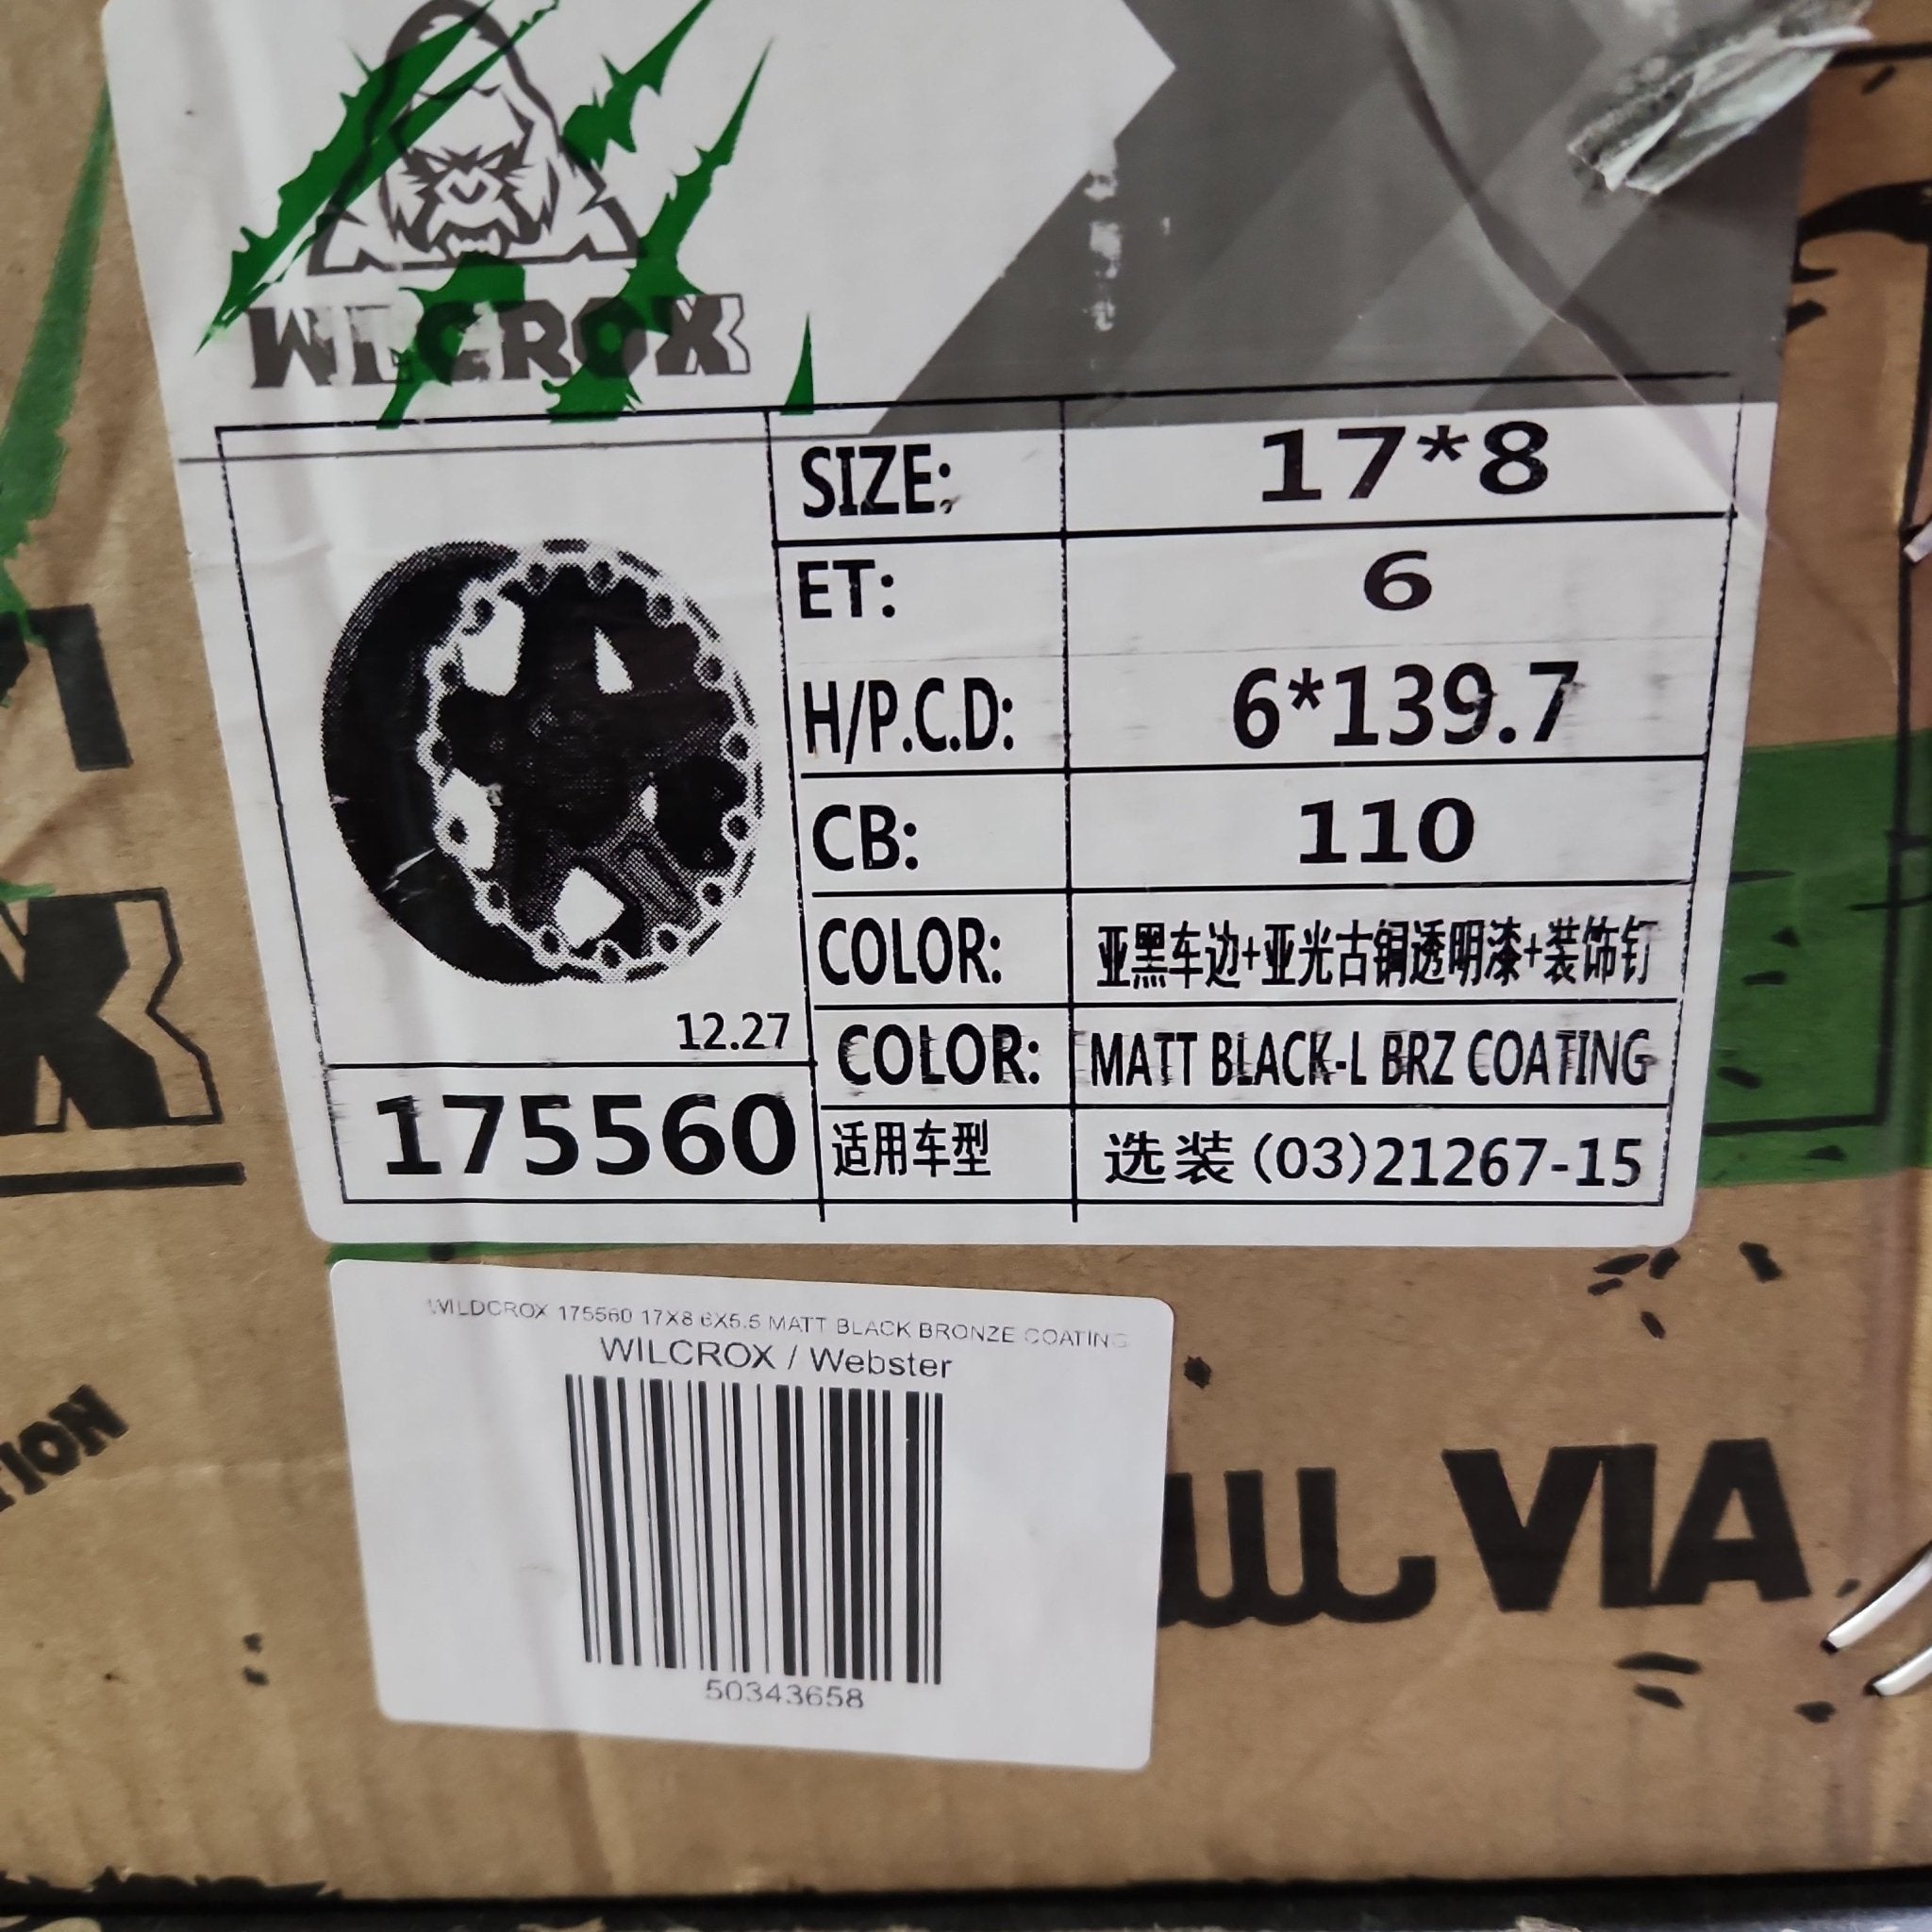 WILCROX
SIZE: 17*8
ET: 6
H/P.C.D: 6*139.7
CB: 110
COLOR: 亚黑车边+亚光古铜透明漆+装饰钉
12.27
COLOR: MATT BLACK-L BRZ COATING
175560
适用车型 选装(03)21267-15
WILDCROX 175560 17X8 6X5.5 MATT BLACK BRONZE COATING
WILCROX / Webster
50343658
VIA